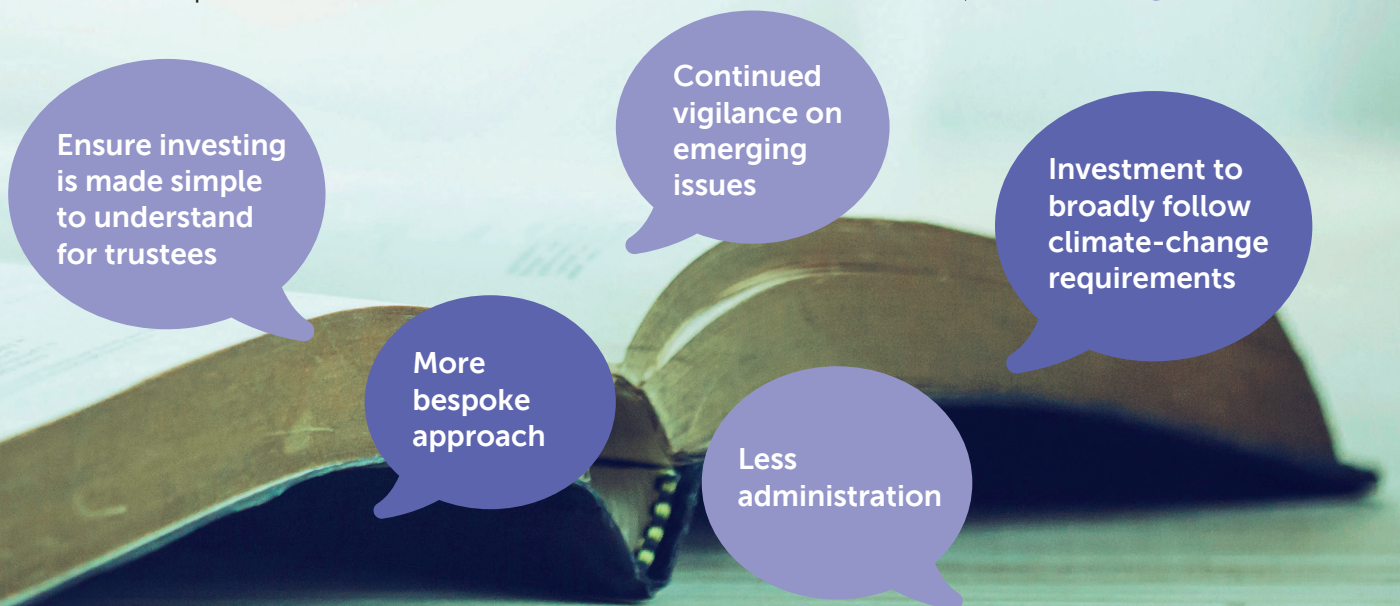 Ensure investing
is made simple
to understand
for trustees
Continued
vigilance on
emerging
issues
Investment to
broadly follow
climate-change
requirements
More
bespoke
approach
Less
administration